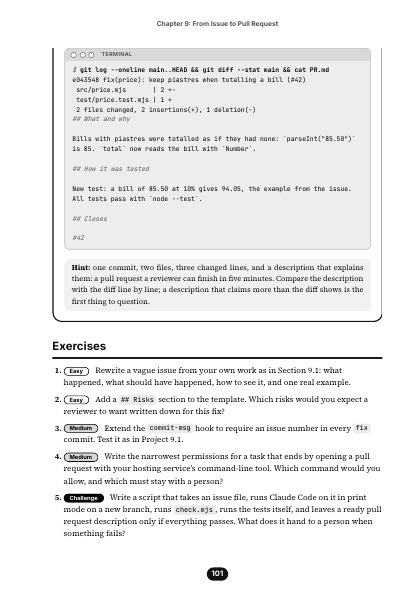 Chapter 9: From Issue to Pull Request
TERMINAL
$ git log --oneline main..HEAD && git diff --stat main && cat PR.md
e043548 fix(price): keep piastres when totalling a bill (#42)
src/price.mjs | 2 +-
test/price.test.mjs | 1 +
2 files changed, 2 insertions(+), 1 deletion(-)
## What and why
Bills with piastres were totalled as if they had none: `parseInt("85.50")`
is 85. `total` now reads the bill with `Number`.
## How it was tested
New test: a bill of 85.50 at 10% gives 94.05, the example from the issue.
All tests pass with `node --test`.
## Closes
#42
Hint: one commit, two files, three changed lines, and a description that explains
them: a pull request a reviewer can finish in five minutes. Compare the description
with the diff line by line; a description that claims more than the diff shows is the
first thing to question.
Exercises
1. Easy Rewrite a vague issue from your own work as in Section 9.1: what
happened, what should have happened, how to see it, and one real example.
2. Easy Add a ## Risks section to the template. Which risks would you expect a
reviewer to want written down for this fix?
3. Medium Extend the commit-msg hook to require an issue number in every fix
commit. Test it as in Project 9.1.
4. Medium Write the narrowest permissions for a task that ends by opening a pull
request with your hosting service's command-line tool. Which command would you
allow, and which must stay with a person?
5. Challenge Write a script that takes an issue file, runs Claude Code on it in print
mode on a new branch, runs check.mjs, runs the tests itself, and leaves a ready pull
request description only if everything passes. What does it hand to a person when
something fails?
101